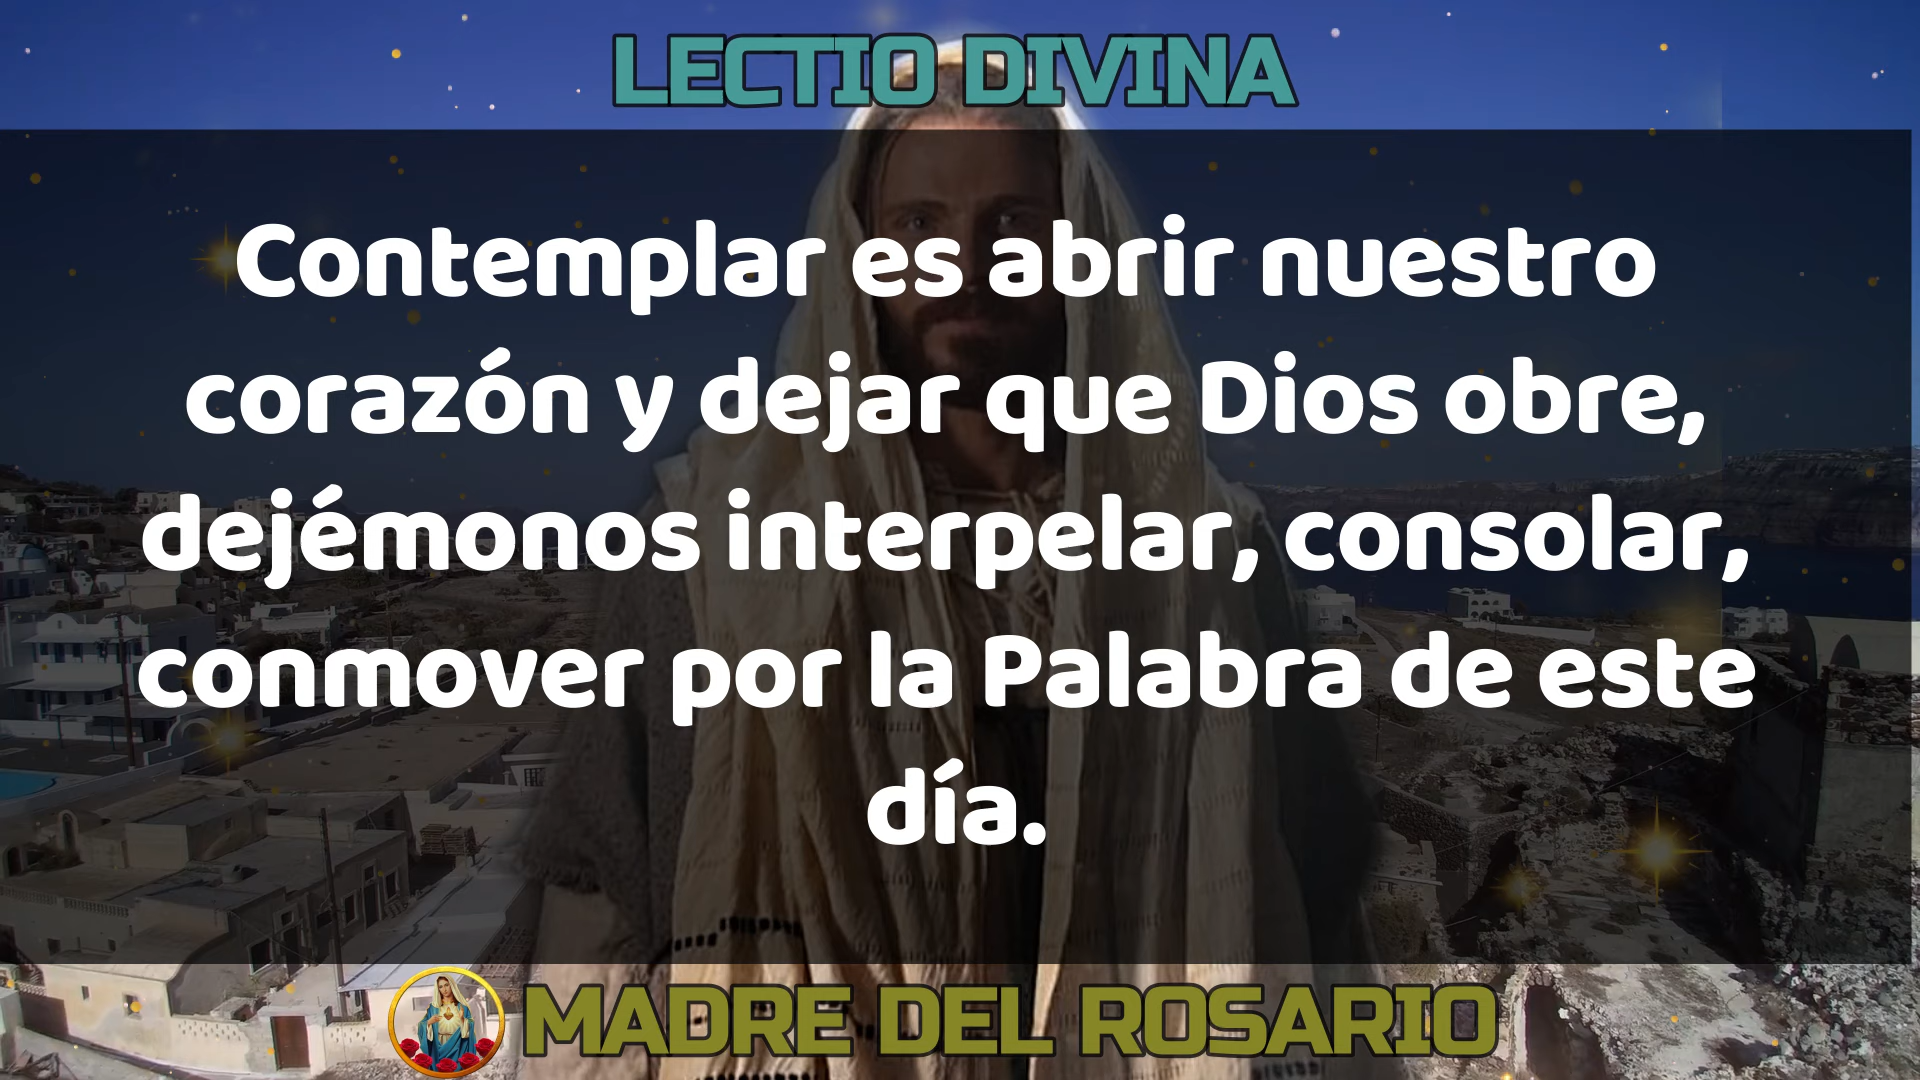 LECTIO DIVINA
Contemplar es abrir nuestro
corazón y dejar que Dios obre,
dejémonos interpelar, consolar,
conmover por la Palabra de este
día.
MADRE DEL ROSARIO